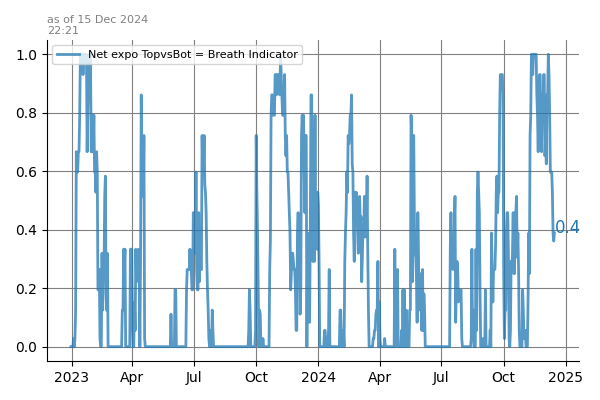 as of 15 Dec 2024
22:21
Net expo TopvsBot = Breath Indicator
1.0
0.8
0.6
0.4
0.4
0.2
0.0
2023 Apr Jul Oct 2024 Apr Jul Oct 2025